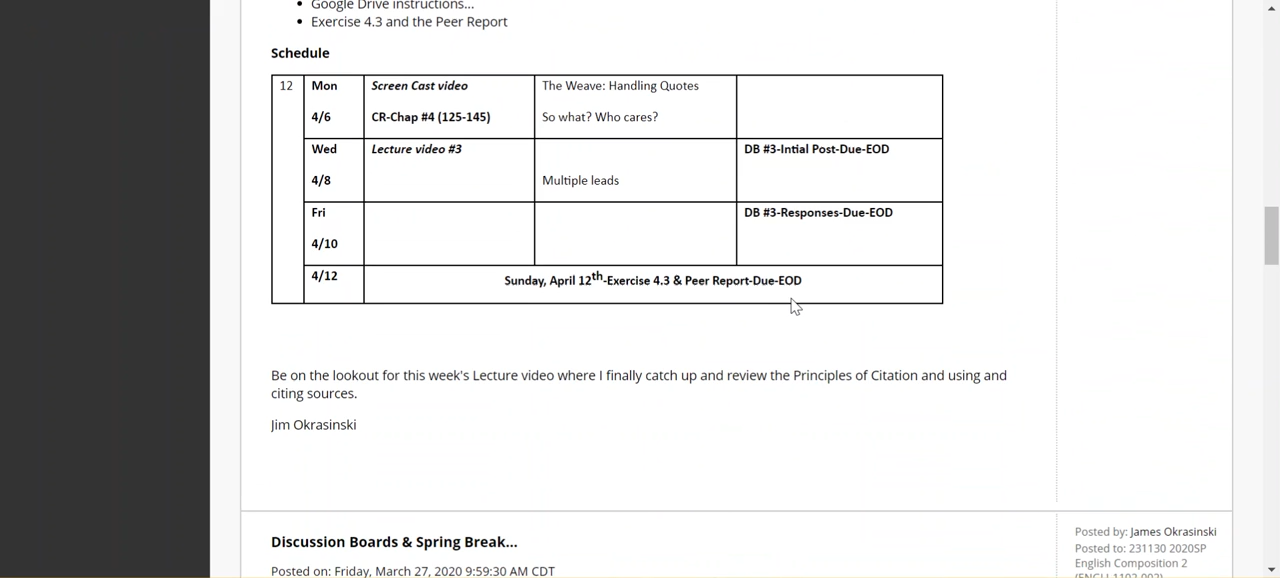 Google Drive instructions...
Exercise 4.3 and the Peer Report
Schedule
12 Mon Screen Cast video The Weave: Handling Quotes
4/6 CR-Chap #4 (125-145) So what? Who cares?
Wed Lecture video #3 DB #3-Intial Post-Due-EOD
4/8 Multiple leads
Fri DB #3-Responses-Due-EOD
4/10
4/12 Sunday, April 12th-Exercise 4.3 & Peer Report-Due-EOD
Be on the lookout for this week's Lecture video where I finally catch up and review the Principles of Citation and using and
citing sources.
Jim Okrasinski
Discussion Boards & Spring Break...
Posted on: Friday, March 27, 2020 9:59:30 AM CDT
Posted by: James Okrasinski
Posted to: 231130 2020SP
English Composition 2
(ENGLI-1102-002)